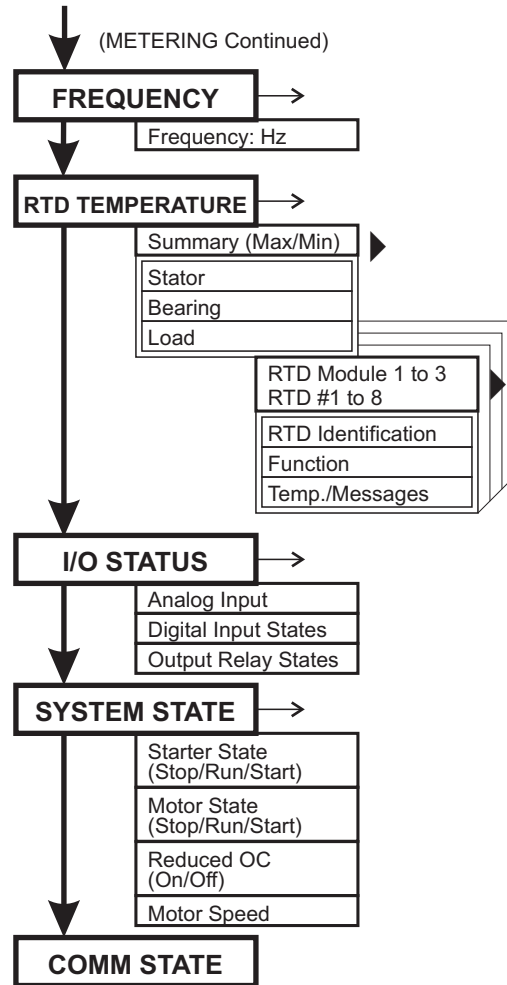 (METERING Continued)
FREQUENCY
Frequency: Hz
RTD TEMPERATURE
Summary (Max/Min)
Stator
Bearing
Load
RTD Module 1 to 3
RTD #1 to 8
RTD Identification
Function
Temp./Messages
I/O STATUS
Analog Input
Digital Input States
Output Relay States
SYSTEM STATE
Starter State
(Stop/Run/Start)
Motor State
(Stop/Run/Start)
Reduced OC
(On/Off)
Motor Speed
COMM STATE